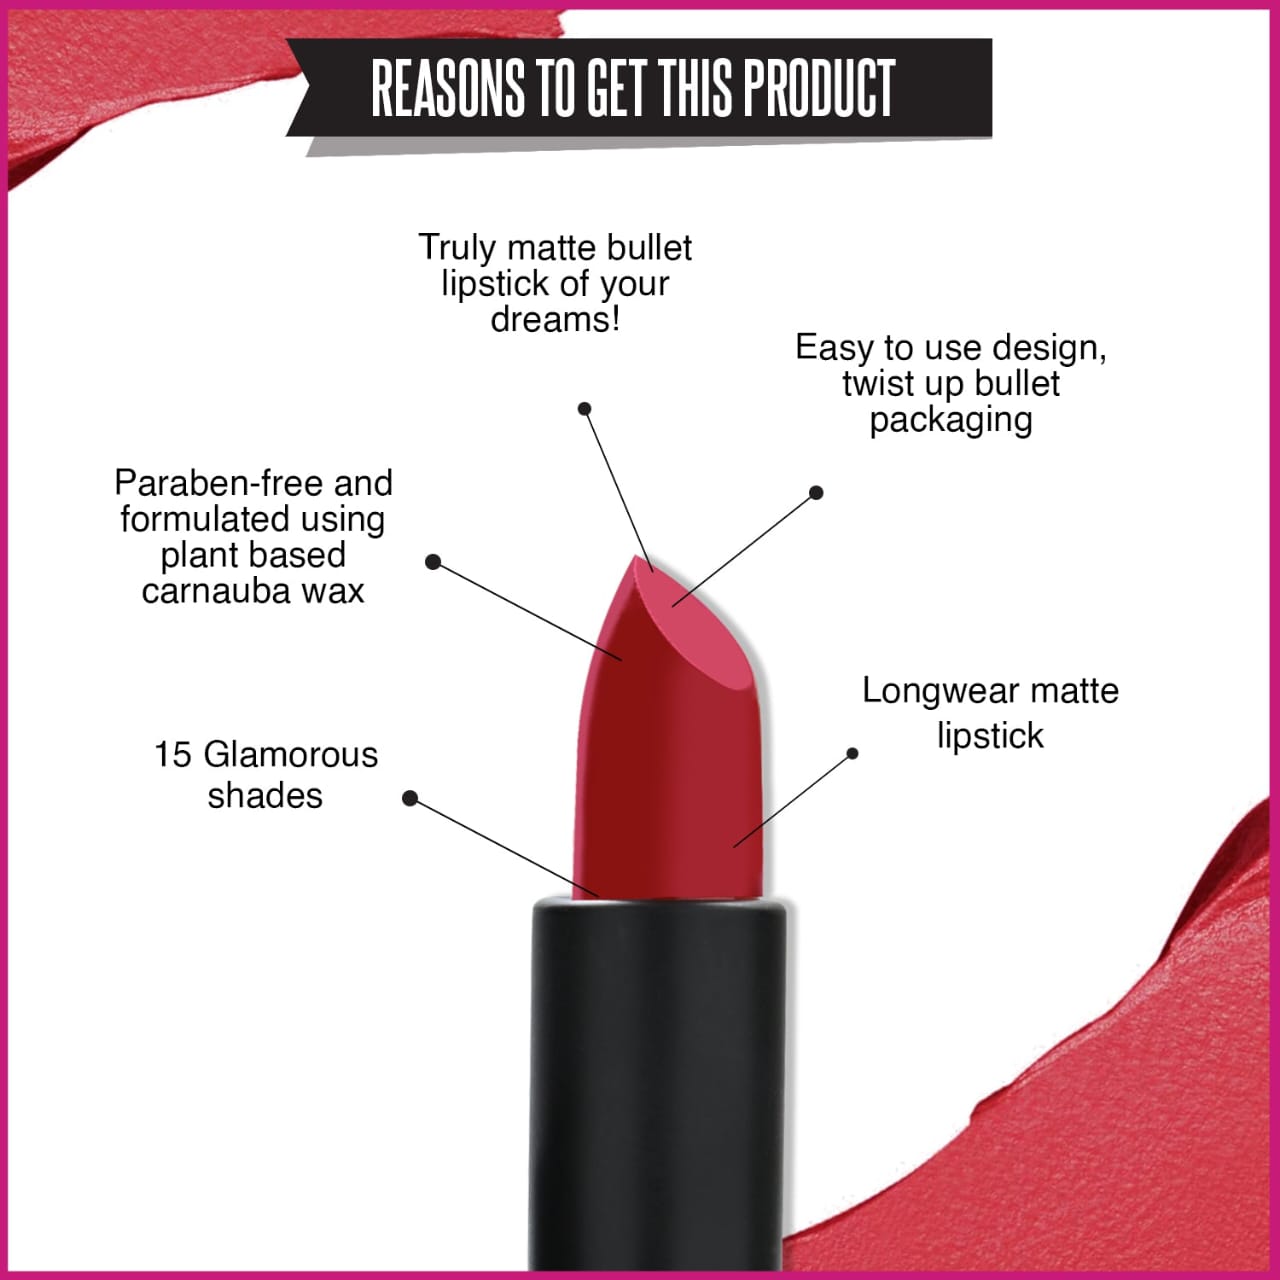 REASONS TO GET THIS PRODUCT
Truly matte bullet
lipstick of your
dreams!
Easy to use design,
twist up bullet
packaging
Paraben-free and
formulated using
plant based
carnauba wax
Longwear matte
lipstick
15 Glamorous
shades